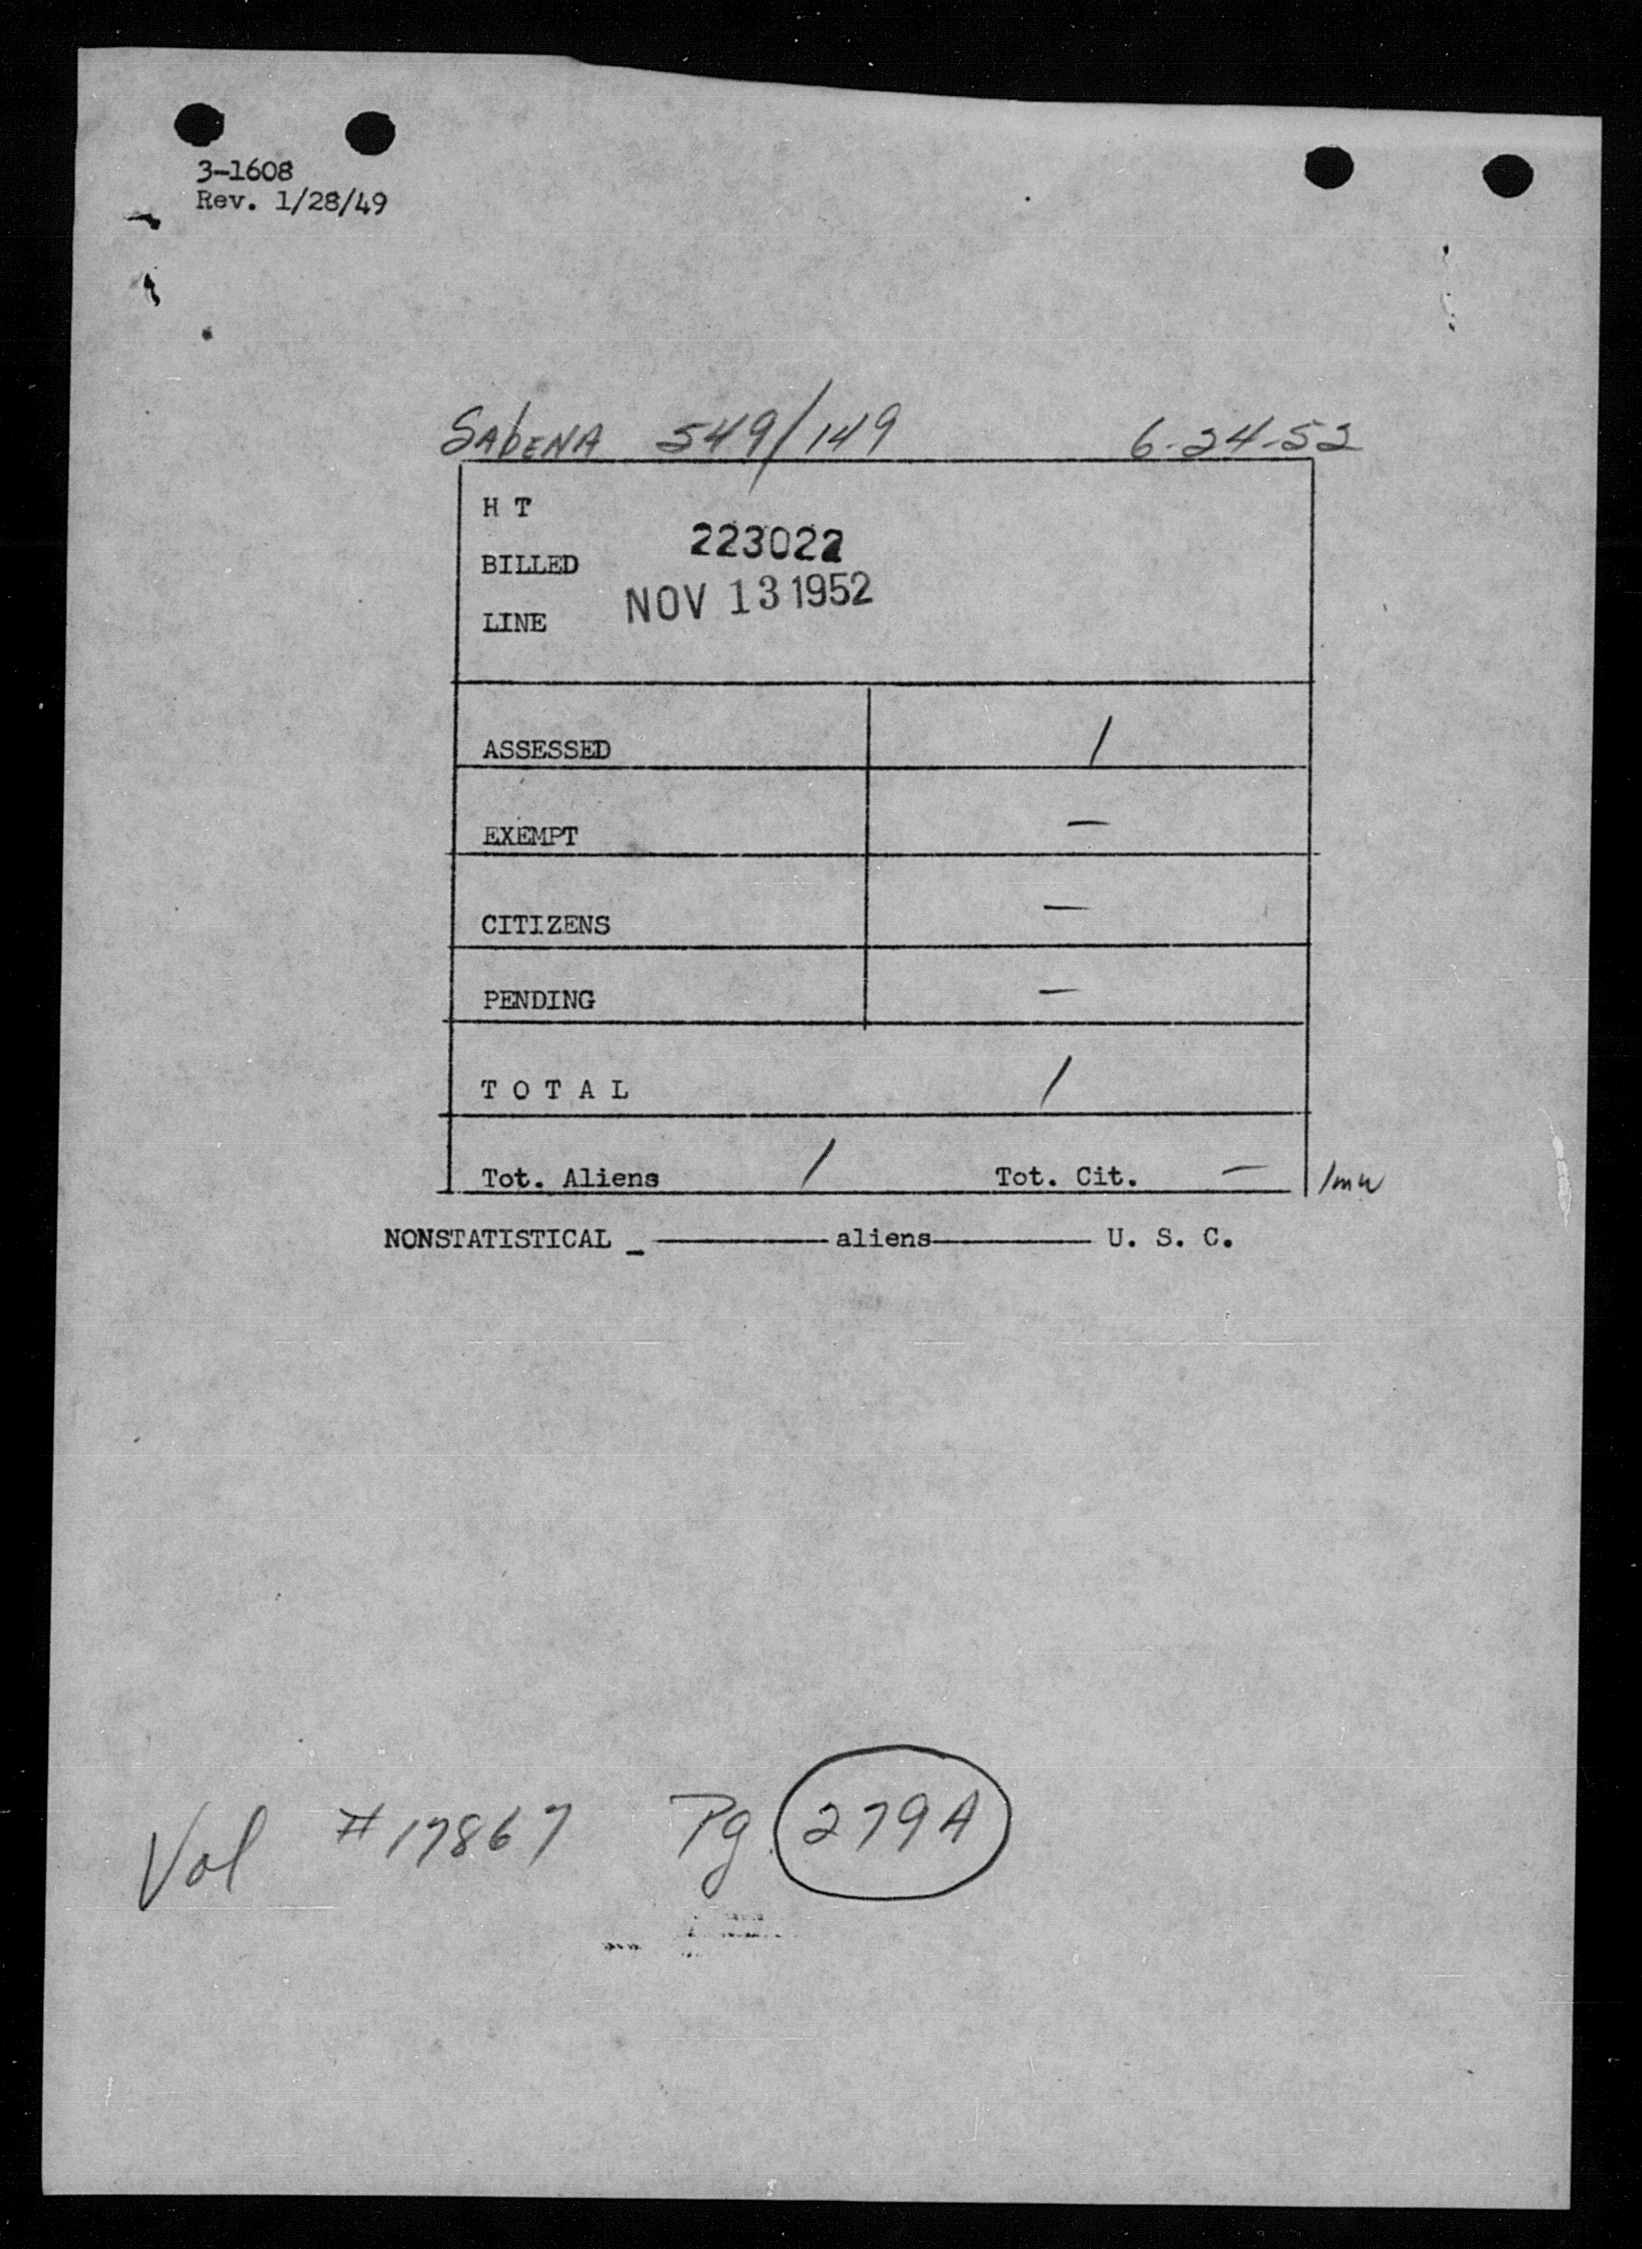 3-1608
Rev. 1/28/49
SABENA 549/149 6-24-52
H T
223022
BILLED
NOV 13 1952
LINE
ASSESSED 1
EXEMPT —
CITIZENS —
PENDING —
T O T A L 1
Tot. Aliens 1 Tot. Cit. —
NONSTATISTICAL _ ———— aliens ———— U. S. C.
Vol #17867 Pg. 279A